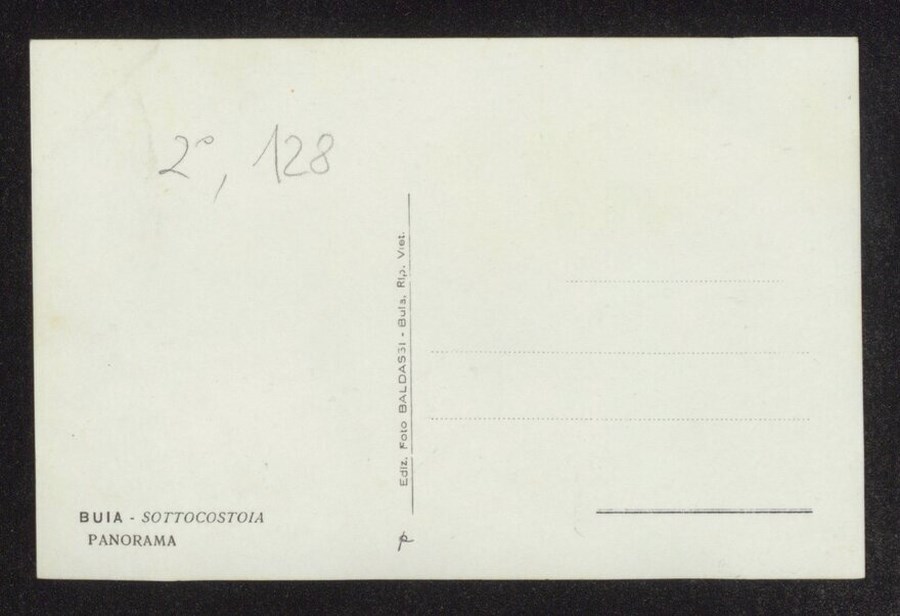 2°, 128
Ediz. Foto BALDASSI - Buia, Rip. Viet.
BUIA - SOTTOCOSTOIA
PANORAMA